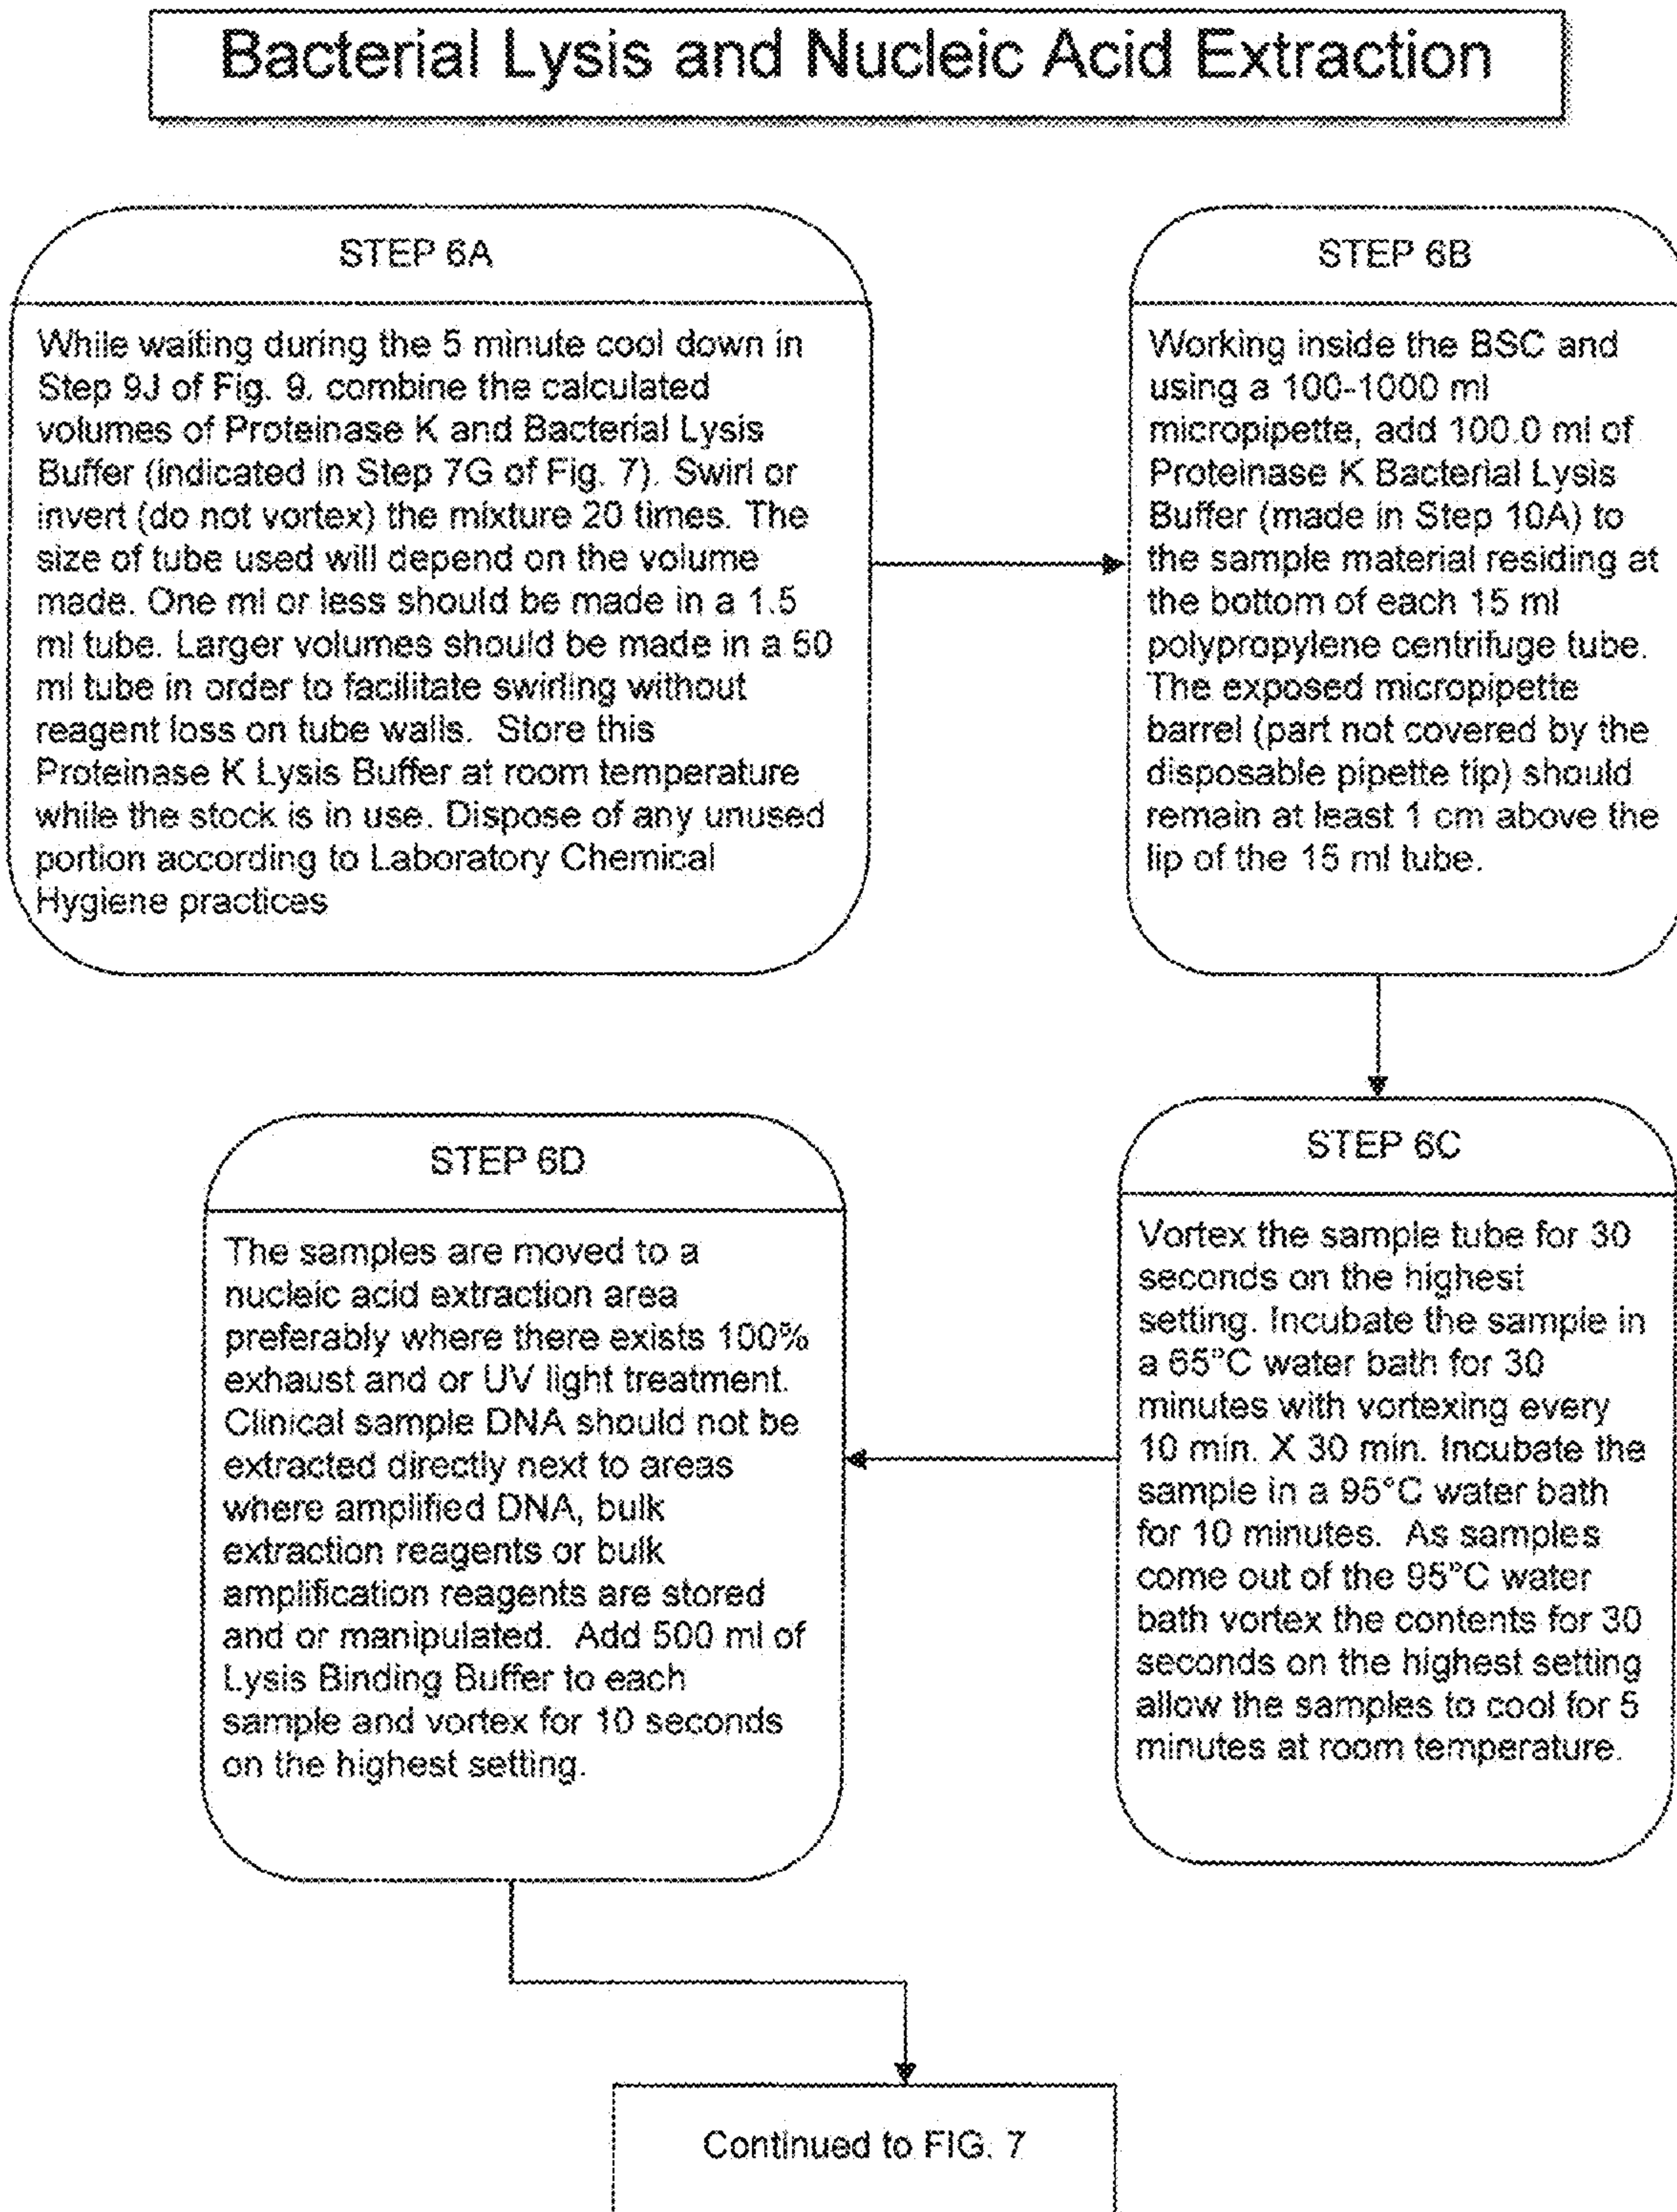 Bacterial Lysis and Nucleic Acid Extraction
STEP 6A
While waiting during the 5 minute cool down in
Step 9J of Fig. 9. combine the calculated
volumes of Proteinase K and Bacterial Lysis
Buffer (indicated in Step 7G of Fig. 7). Swirl or
invert (do not vortex) the mixture 20 times. The
size of tube used will depend on the volume
made. One ml or less should be made in a 1.5
ml tube. Larger volumes should be made in a 50
ml tube in order to facilitate swirling without
reagent loss on tube walls. Store this
Proteinase K Lysis Buffer at room temperature
while the stock is in use. Dispose of any unused
portion according to Laboratory Chemical
Hygiene practices
STEP 6B
Working inside the BSC and
using a 100-1000 ml
micropipette, add 100.0 ml of
Proteinase K Bacterial Lysis
Buffer (made in Step 10A) to
the sample material residing at
the bottom of each 15 ml
polypropylene centrifuge tube.
The exposed micropipette
barrel (part not covered by the
disposable pipette tip) should
remain at least 1 cm above the
lip of the 15 ml tube.
STEP 6C
Vortex the sample tube for 30
seconds on the highest
setting. Incubate the sample in
a 65°C water bath for 30
minutes with vortexing every
10 min. X 30 min. Incubate the
sample in a 95°C water bath
for 10 minutes. As samples
come out of the 95°C water
bath vortex the contents for 30
seconds on the highest setting
allow the samples to cool for 5
minutes at room temperature.
STEP 6D
The samples are moved to a
nucleic acid extraction area
preferably where there exists 100%
exhaust and or UV light treatment.
Clinical sample DNA should not be
extracted directly next to areas
where amplified DNA, bulk
extraction reagents or bulk
amplification reagents are stored
and or manipulated. Add 500 ml of
Lysis Binding Buffer to each
sample and vortex for 10 seconds
on the highest setting.
Continued to FIG. 7